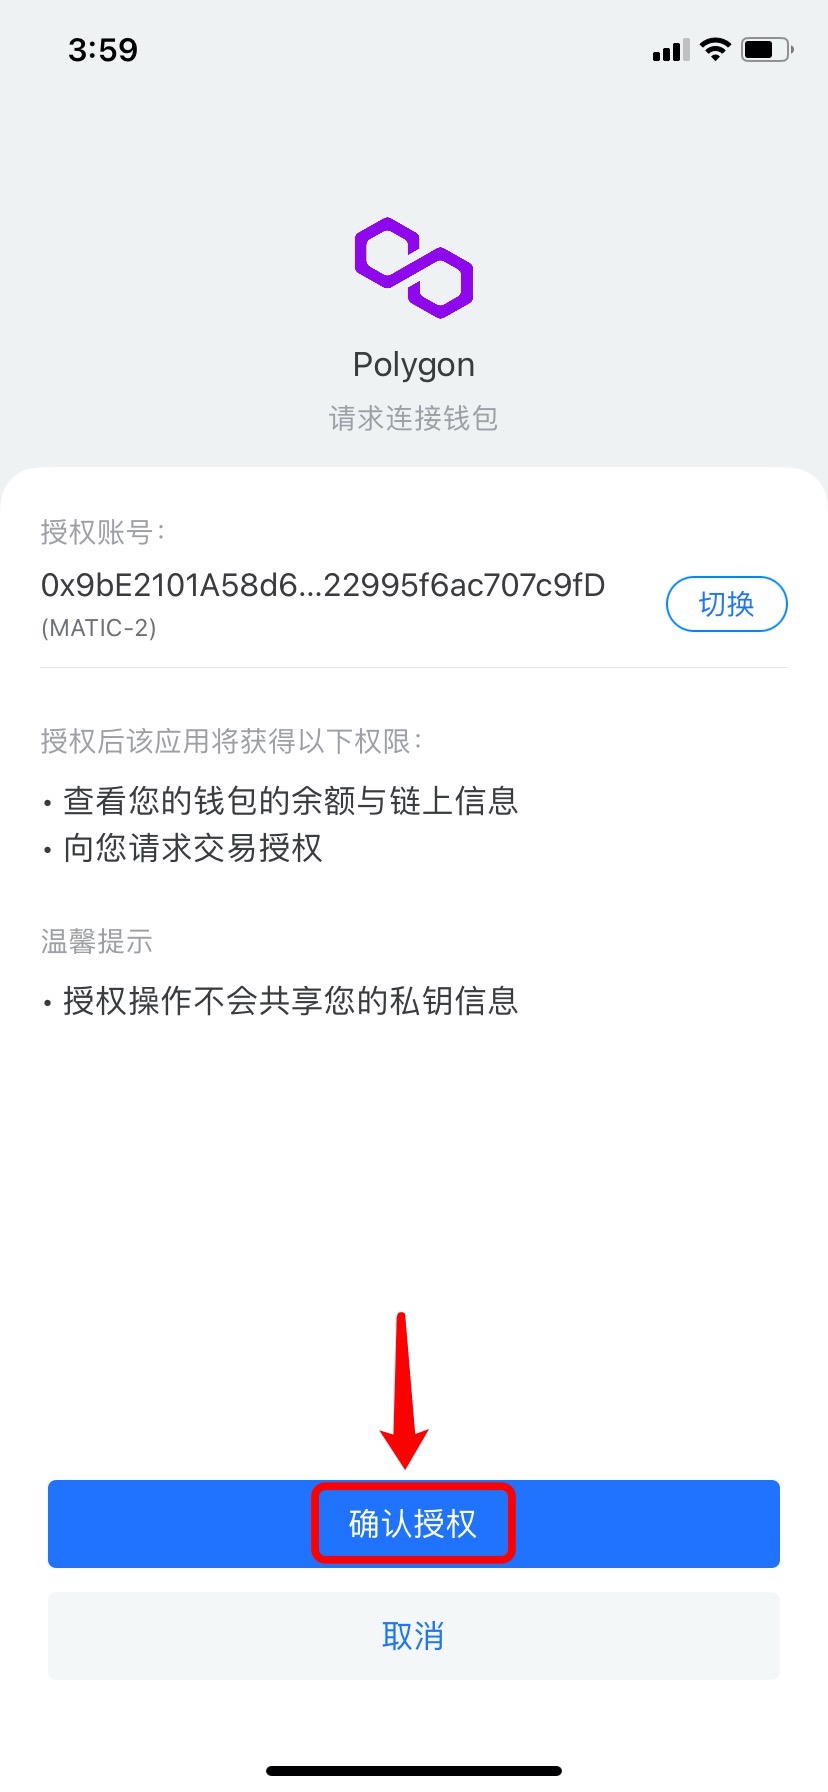 3:59
Polygon
请求连接钱包
授权账号：
0x9bE2101A58d6...22995f6ac707c9fD
切换
(MATIC-2)
授权后该应用将获得以下权限：
• 查看您的钱包的余额与链上信息
• 向您请求交易授权
温馨提示
• 授权操作不会共享您的私钥信息
确认授权
取消